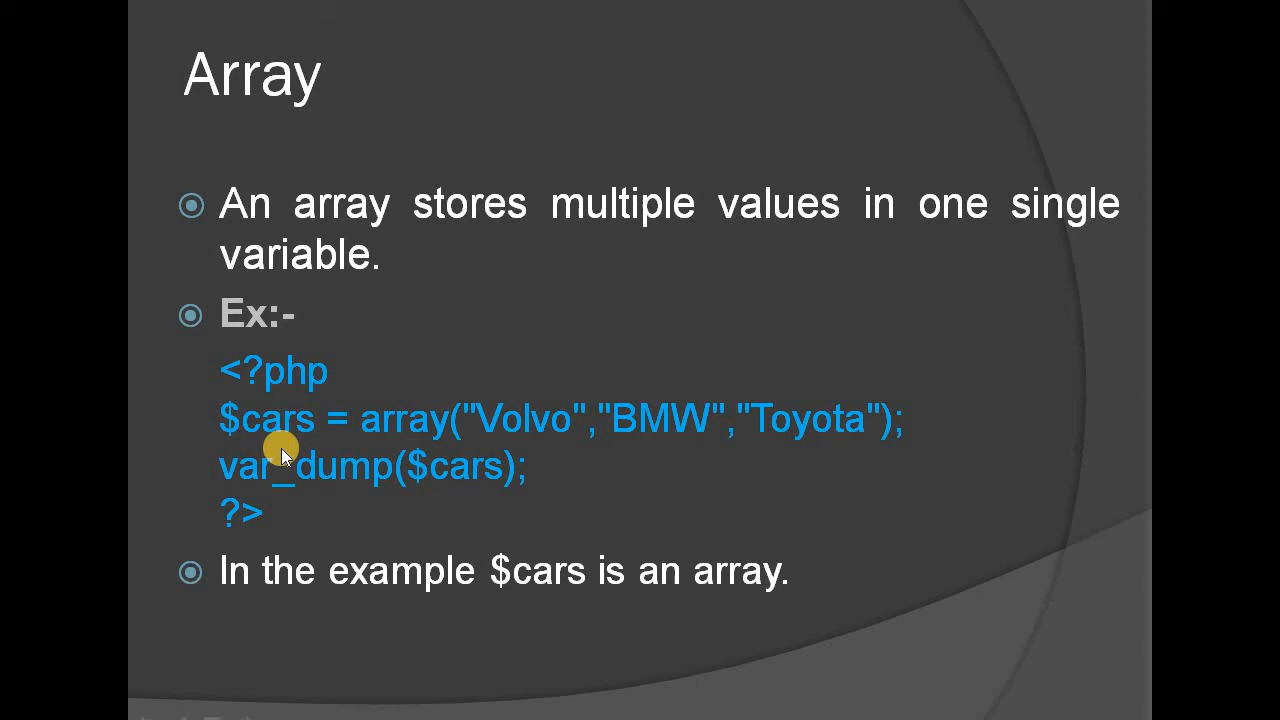 Array
An array stores multiple values in one single
variable.
Ex:-
<?php
$cars = array("Volvo","BMW","Toyota");
var_dump($cars);
?>
In the example $cars is an array.